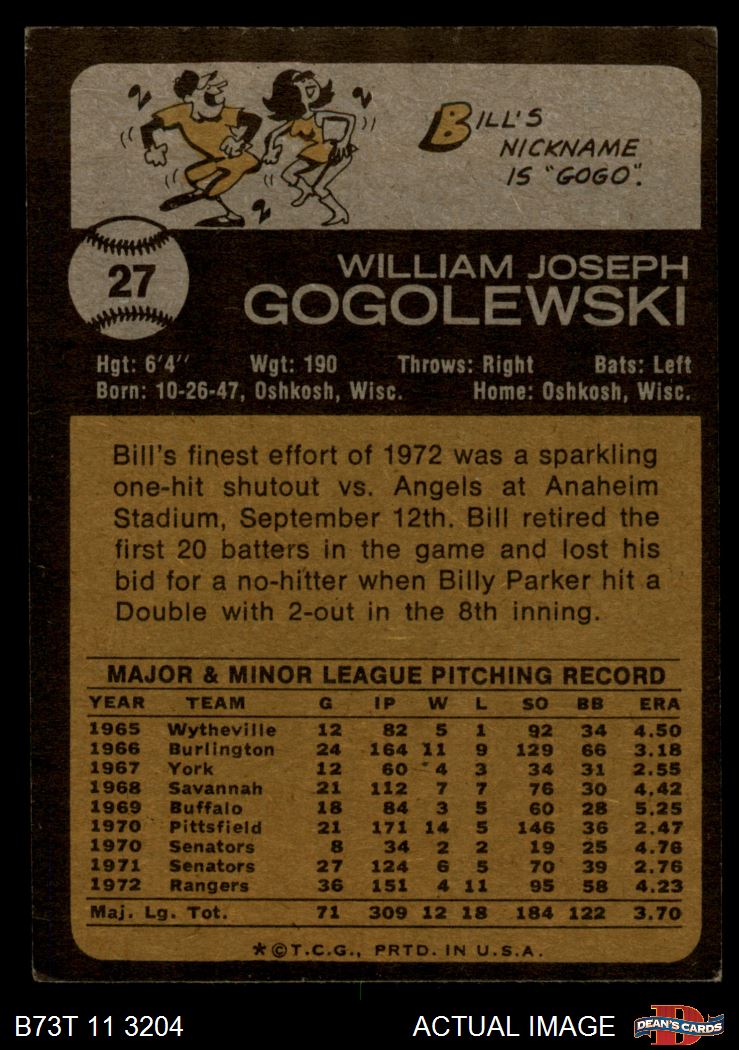 BILL'S
NICKNAME
IS "GOGO".
27
WILLIAM JOSEPH
GOGOLEWSKI
Hgt: 6'4" Wgt: 190 Throws: Right Bats: Left
Born: 10-26-47, Oshkosh, Wisc. Home: Oshkosh, Wisc.
Bill's finest effort of 1972 was a sparkling
one-hit shutout vs. Angels at Anaheim
Stadium, September 12th. Bill retired the
first 20 batters in the game and lost his
bid for a no-hitter when Billy Parker hit a
Double with 2-out in the 8th inning.
MAJOR & MINOR LEAGUE PITCHING RECORD
YEAR TEAM G IP W L SO BB ERA
1965 Wytheville 12 82 5 1 92 34 4.50
1966 Burlington 24 164 11 9 129 66 3.18
1967 York 12 60 4 3 34 31 2.55
1968 Savannah 21 112 7 7 76 30 4.42
1969 Buffalo 18 84 3 5 60 28 5.25
1970 Pittsfield 21 171 14 5 146 36 2.47
1970 Senators 8 34 2 2 19 25 4.76
1971 Senators 27 124 6 5 70 39 2.76
1972 Rangers 36 151 4 11 95 58 4.23
Maj. Lg. Tot. 71 309 12 18 184 122 3.70
*©T.C.G., PRTD. IN U.S.A.
B73T 11 3204 ACTUAL IMAGE D DEAN'S CARDS